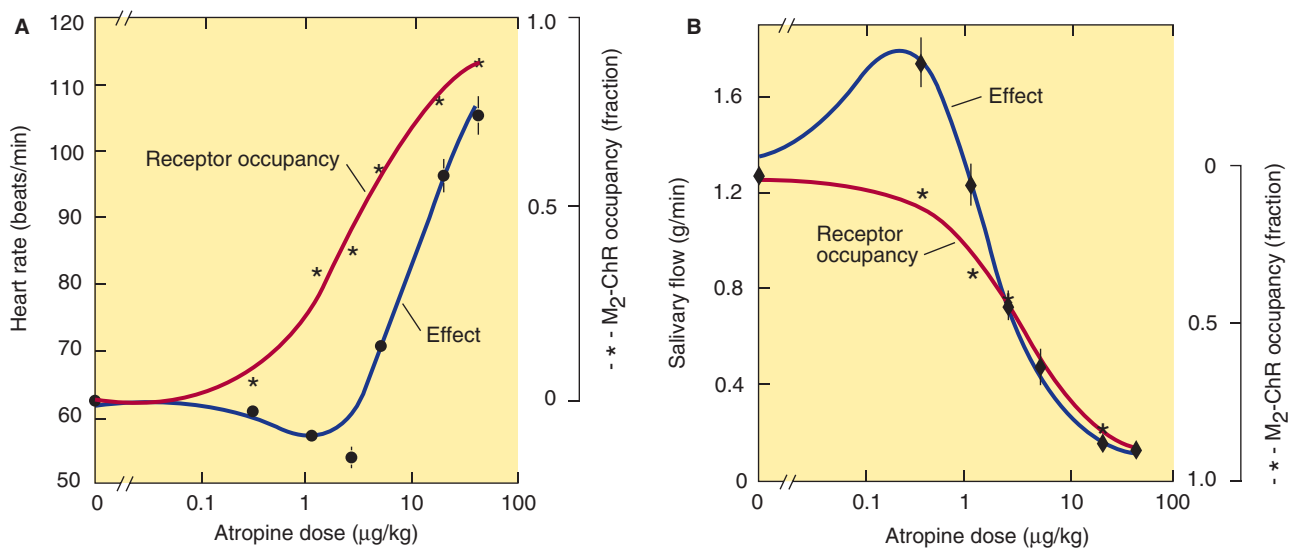 A
120
110
100
90
80
70
60
50
Heart rate (beats/min)
Receptor occupancy
Effect
0
0.1
1
10
100
Atropine dose (µg/kg)
1.0
0.5
0
- * - M2-ChR occupancy (fraction)
B
1.6
1.2
0.8
0.4
0
Salivary flow (g/min)
Effect
Receptor
occupancy
0
0.1
1
10
100
Atropine dose (µg/kg)
0
0.5
1.0
- * - M2-ChR occupancy (fraction)